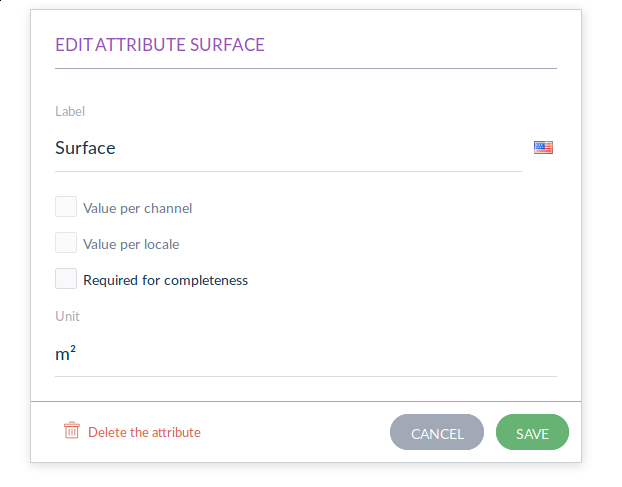 EDIT ATTRIBUTE SURFACE
Label
Surface
Value per channel
Value per locale
Required for completeness
Unit
m²
Delete the attribute
CANCEL
SAVE